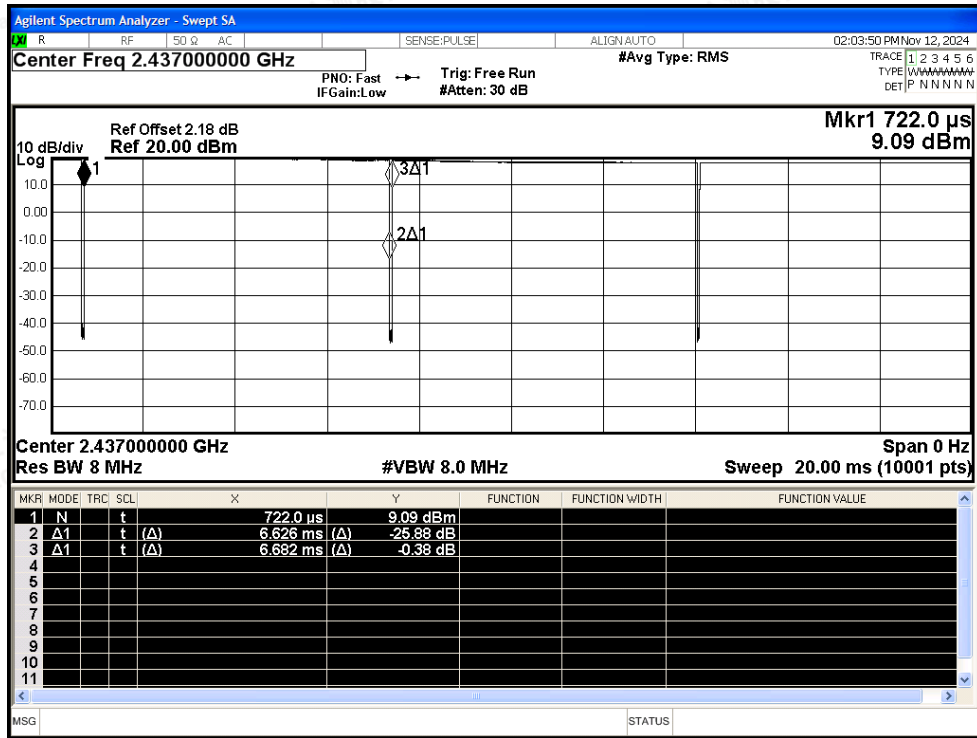 Agilent Spectrum Analyzer - Swept SA
LXI R RF 50 Ω AC SENSE:PULSE ALIGN AUTO 02:03:50 PM Nov 12, 2024
Center Freq 2.437000000 GHz
PNO: Fast
IFGain:Low
Trig: Free Run
#Atten: 30 dB
#Avg Type: RMS
TRACE 1 2 3 4 5 6
TYPE WWWWWW
DET P N N N N N
Mkr1 722.0 µs
9.09 dBm
Ref Offset 2.18 dB
10 dB/div Ref 20.00 dBm
Log
1
3Δ1
2Δ1
10.0
0.00
-10.0
-20.0
-30.0
-40.0
-50.0
-60.0
-70.0
Center 2.437000000 GHz Span 0 Hz
Res BW 8 MHz #VBW 8.0 MHz Sweep 20.00 ms (10001 pts)
MKR MODE TRC SCL X Y FUNCTION FUNCTION WIDTH FUNCTION VALUE
1 N t 722.0 µs 9.09 dBm
2 Δ1 t (Δ) 6.626 ms (Δ) -25.88 dB
3 Δ1 t (Δ) 6.682 ms (Δ) -0.38 dB
4
5
6
7
8
9
10
11
MSG STATUS